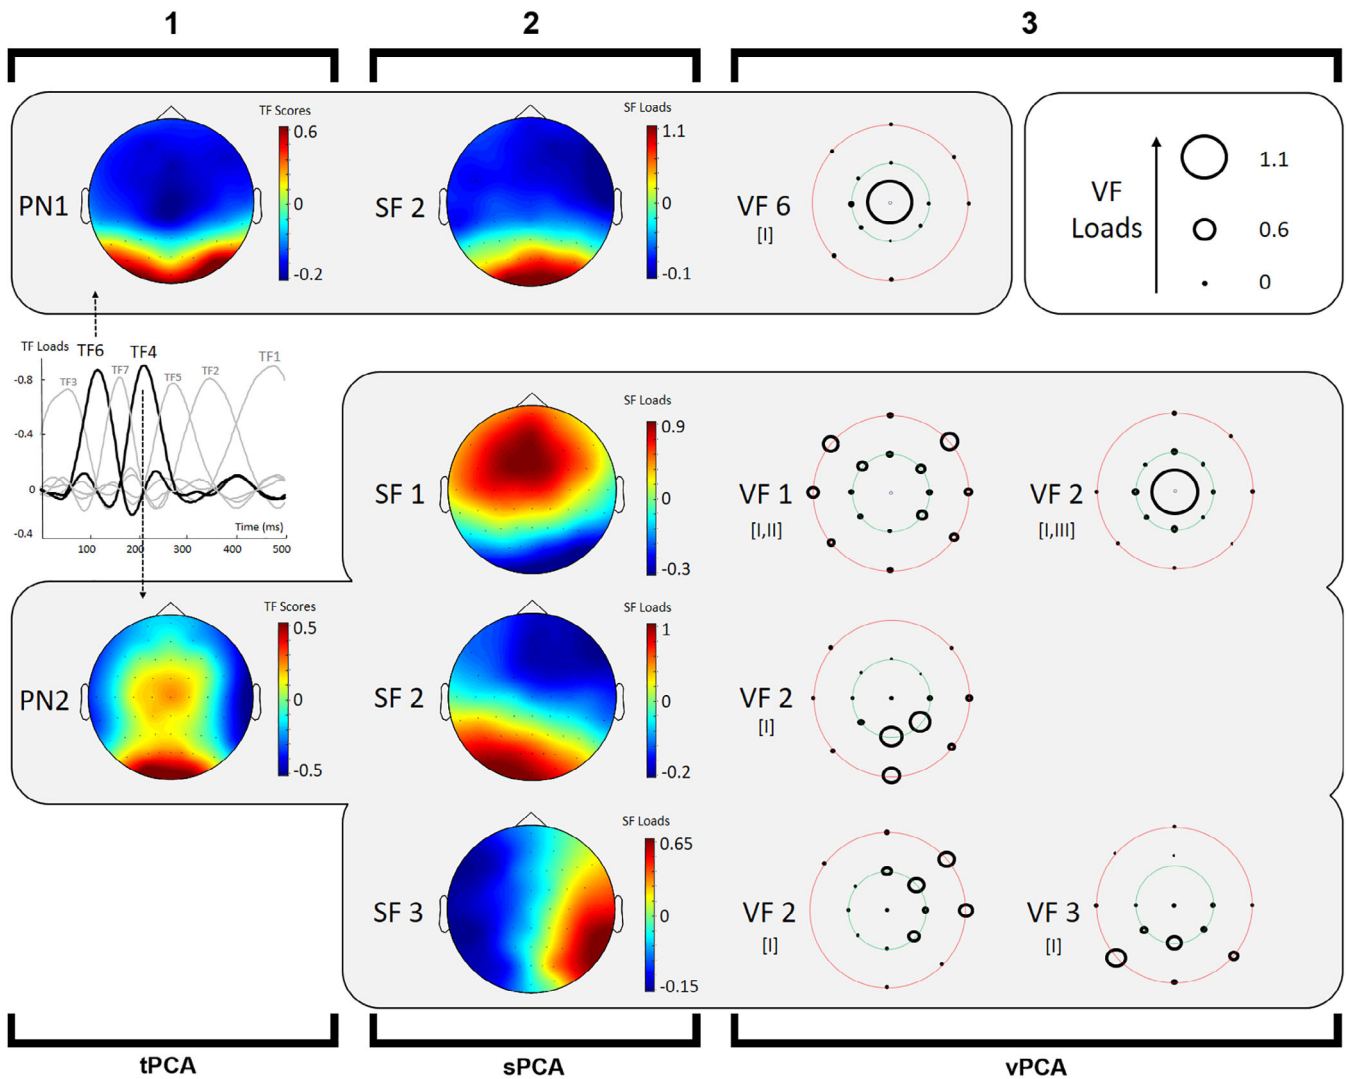 1
2
3
PN1
TF Scores
0.6
0
-0.2
SF 2
SF Loads
1.1
0
-0.1
VF 6
[I]
VF
Loads
1.1
0.6
0
TF Loads
TF6
TF4
TF3
TF7
TF5
TF2
TF1
-0.8
-0.4
0
-0.4
Time (ms)
100
200
300
400
500
SF 1
SF Loads
0.9
0
-0.3
VF 1
[I,II]
VF 2
[I,III]
PN2
TF Scores
0.5
0
-0.5
SF 2
SF Loads
1
0
-0.2
VF 2
[I]
SF 3
SF Loads
0.65
0
-0.15
VF 2
[I]
VF 3
[I]
tPCA
sPCA
vPCA